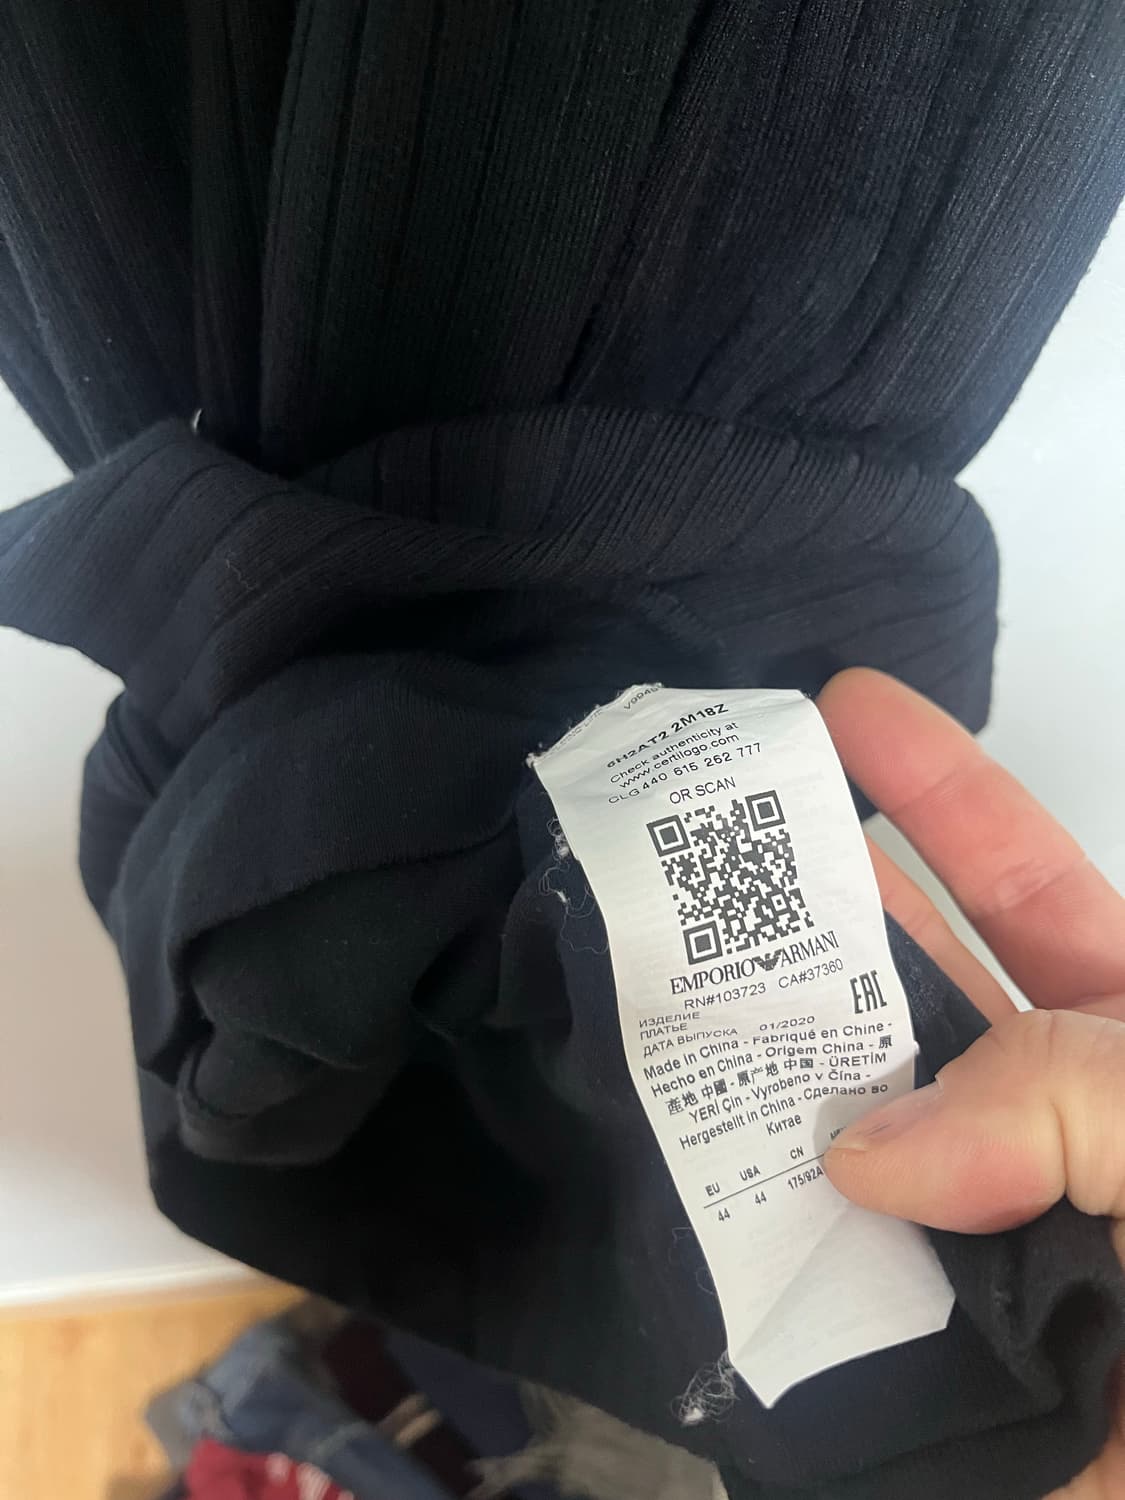 6H2AT2 2M18Z
Check authenticity at
www.certilogo.com
CLG 440 615 262 777
OR SCAN
EMPORIO ARMANI
RN#103723 CA#37360
EAC
ИЗДЕЛИЕ
ПЛАТЬЕ
ДАТА ВЫПУСКА 01/2020
Made in China - Fabriqué en Chine -
Hecho en China - Origem China - 原
產地 中國 - 原产地 中国 - ÜRETİM
YERİ Çin - Vyrobeno v Čína -
Hergestellt in China - Сделано во
Китае
EU USA CN
44 44 175/92A